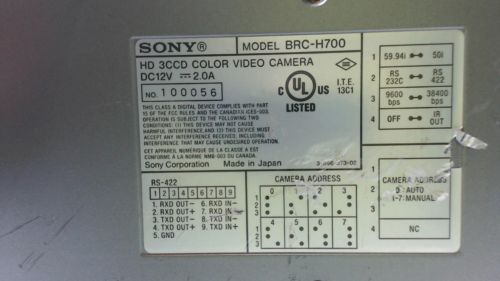 SONY® MODEL BRC-H700
HD 3CCD COLOR VIDEO CAMERA
DC12V 2.0A
NO. 100056
C UL US
LISTED
I.T.E.
13C1
THIS CLASS A DIGITAL DEVICE COMPLIES WITH PART
15 OF THE FCC RULES AND THE CANADIAN ICES-003.
OPERATION IS SUBJECT TO THE FOLLOWING TWO
CONDITIONS: (1) THIS DEVICE MAY NOT CAUSE
HARMFUL INTERFERENCE, AND (2) THIS DEVICE MUST
ACCEPT ANY INTERFERENCE RECEIVED, INCLUDING
INTERFERENCE THAT MAY CAUSE UNDESIRED OPERATION.
CET APPAREIL NUMÉRIQUE DE LA CLASSE A EST
CONFORME À LA NORME NMB-003 DU CANADA.
Sony Corporation Made in Japan
1 59.94i 50i
2 RS 232C RS 422
3 9600 bps 38400 bps
4 OFF IR OUT
RS-422
1 2 3 4 5 6 7 8 9
1. RXD OUT- 6. RXD IN-
2. RXD OUT+ 7. RXD IN+
3. TXD OUT- 8. TXD IN-
4. TXD OUT+ 9. TXD IN+
5. GND
CAMERA ADDRESS
0 1 2 3
1
2
3
4 5 6 7
1
2
3
1
2
3
CAMERA ADDRESS
0: AUTO
1-7: MANUAL
4 NC